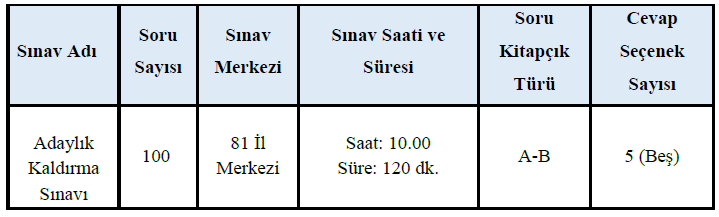 Sınav Adı
Soru
Sayısı
Sınav
Merkezi
Sınav Saati ve
Süresi
Soru
Kitapçık
Türü
Cevap
Seçenek
Sayısı
Adaylık
Kaldırma
Sınavı
100
81 İl
Merkezi
Saat: 10.00
Süre: 120 dk.
A-B
5 (Beş)